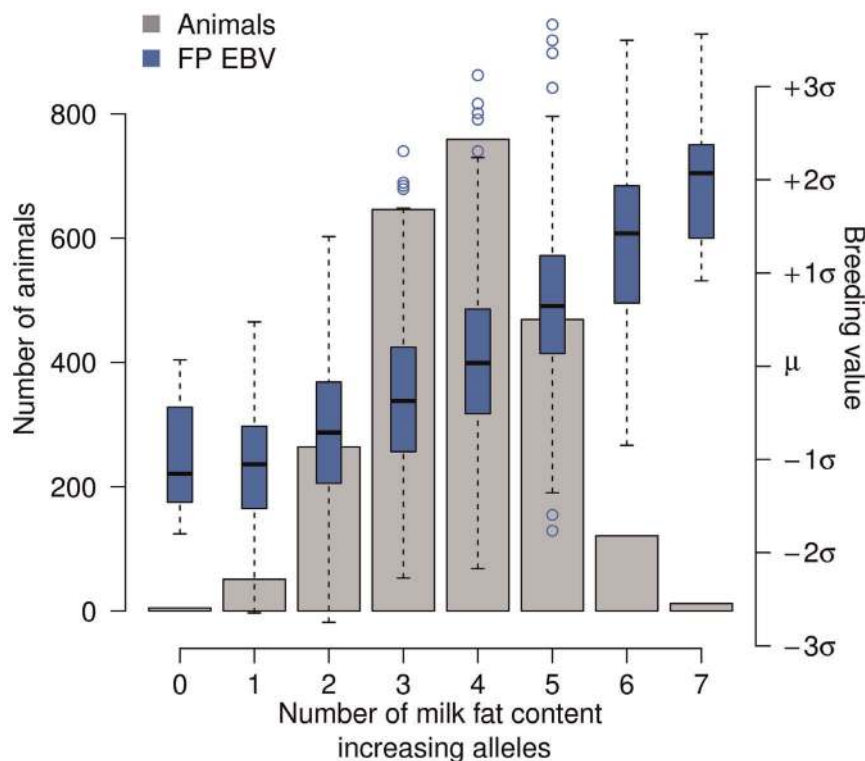 Animals
FP EBV
Number of animals
800
600
400
200
0
+3σ
+2σ
+1σ
μ
−1σ
−2σ
−3σ
Breeding value
0 1 2 3 4 5 6 7
Number of milk fat content
increasing alleles